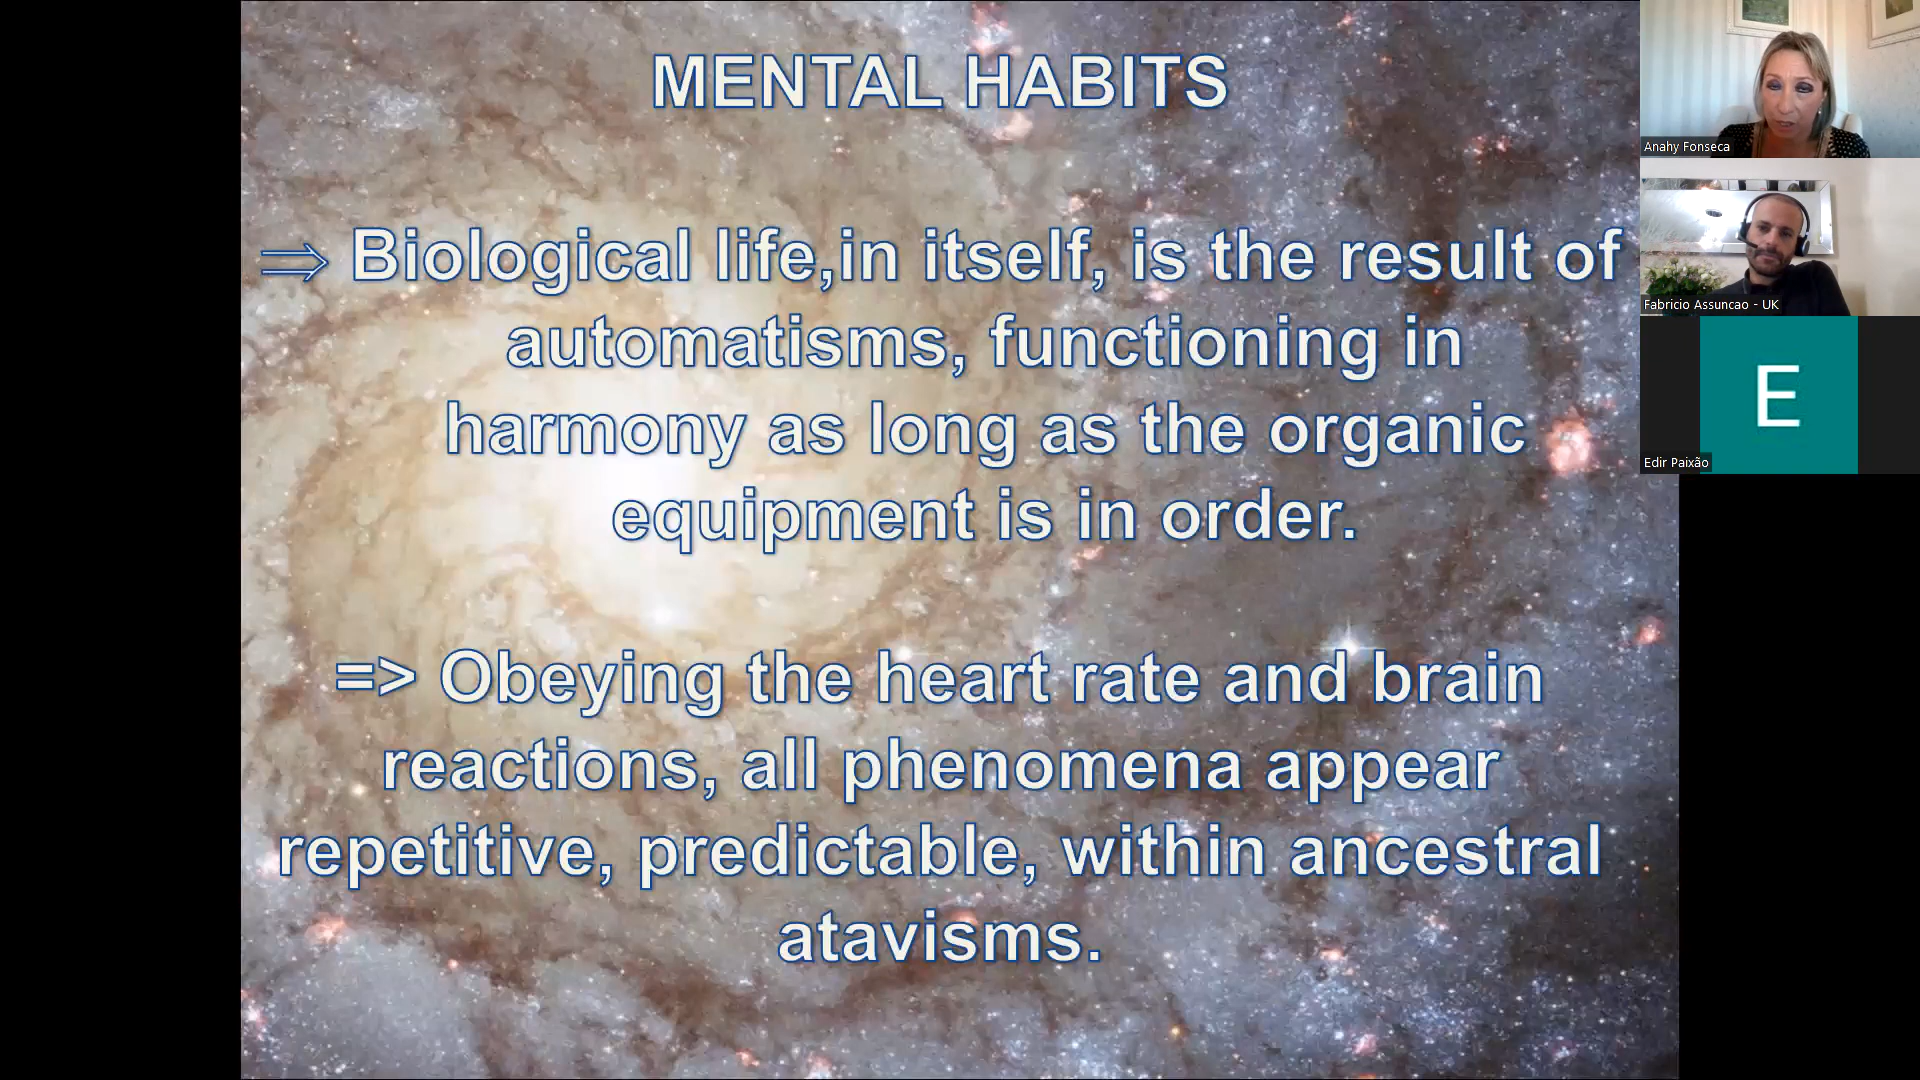 MENTAL HABITS
⇒ Biological life,in itself, is the result of
automatisms, functioning in
harmony as long as the organic
equipment is in order.
=> Obeying the heart rate and brain
reactions, all phenomena appear
repetitive, predictable, within ancestral
atavisms.
Anahy Fonseca
Fabricio Assuncao - UK
E
Edir Paixão